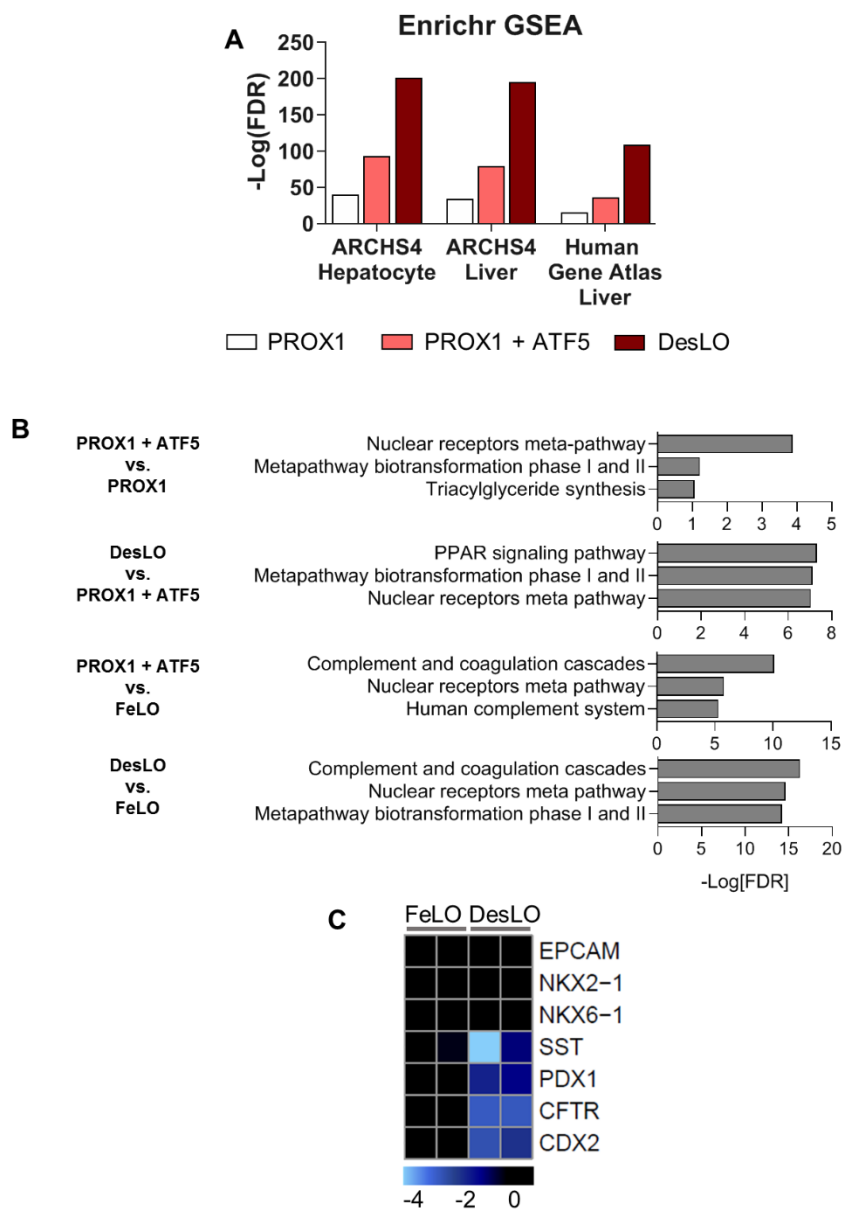 A
Enrichr GSEA
-Log(FDR)
250
200
150
100
50
0
ARCHS4
Hepatocyte
ARCHS4
Liver
Human
Gene Atlas
Liver
PROX1 PROX1 + ATF5 DesLO
B
PROX1 + ATF5
vs.
PROX1
Nuclear receptors meta-pathway
Metapathway biotransformation phase I and II
Triacylglyceride synthesis
0 1 2 3 4 5
DesLO
vs.
PROX1 + ATF5
PPAR signaling pathway
Metapathway biotransformation phase I and II
Nuclear receptors meta pathway
0 2 4 6 8
PROX1 + ATF5
vs.
FeLO
Complement and coagulation cascades
Nuclear receptors meta pathway
Human complement system
0 5 10 15
DesLO
vs.
FeLO
Complement and coagulation cascades
Nuclear receptors meta pathway
Metapathway biotransformation phase I and II
0 5 10 15 20
-Log[FDR]
C
FeLO DesLO
EPCAM
NKX2-1
NKX6-1
SST
PDX1
CFTR
CDX2
-4 -2 0